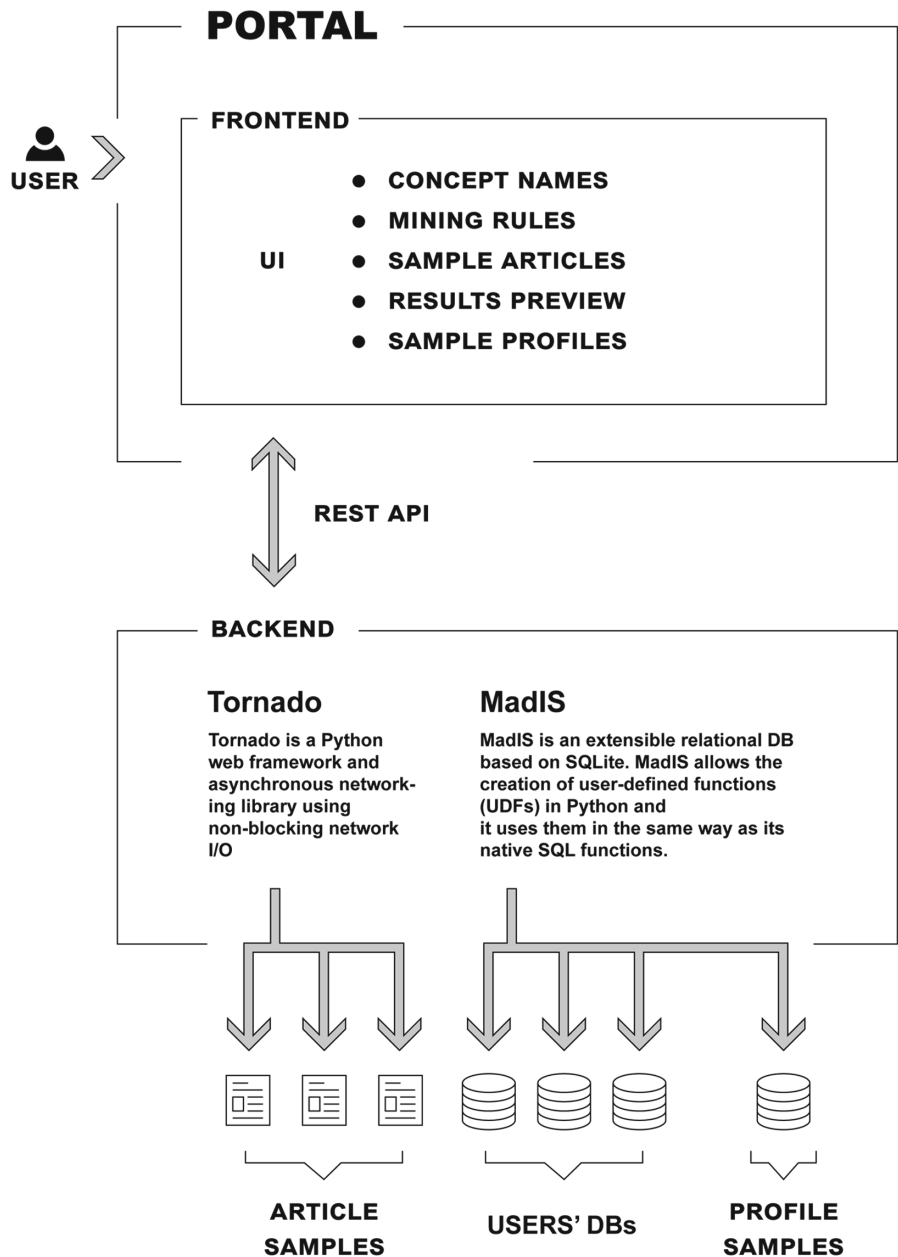 PORTAL
FRONTEND
USER
UI
● CONCEPT NAMES
● MINING RULES
● SAMPLE ARTICLES
● RESULTS PREVIEW
● SAMPLE PROFILES
REST API
BACKEND
Tornado
Tornado is a Python
web framework and
asynchronous network-
ing library using
non-blocking network
I/O
MadIS
MadIS is an extensible relational DB
based on SQLite. MadIS allows the
creation of user-defined functions
(UDFs) in Python and
it uses them in the same way as its
native SQL functions.
ARTICLE
SAMPLES
USERS’ DBs
PROFILE
SAMPLES